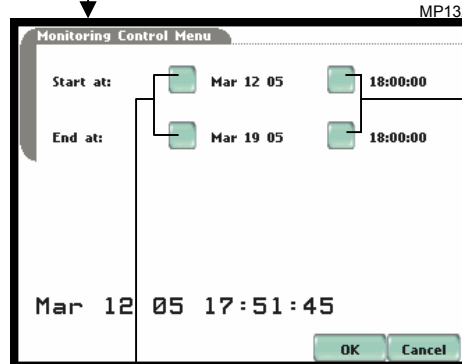 MP13
Monitoring Control Menu
Start at: Mar 12 05 18:00:00
End at: Mar 19 05 18:00:00
Mar 12 05 17:51:45
OK Cancel